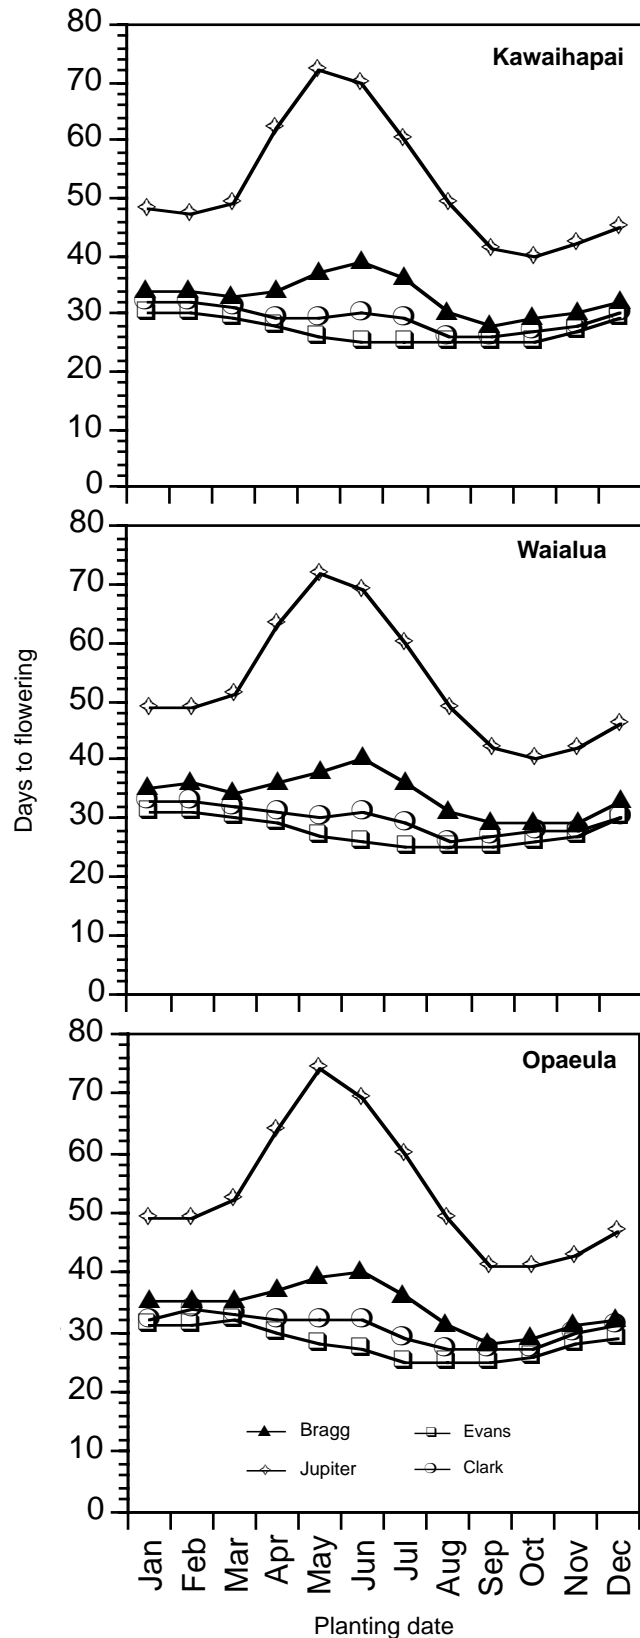 80
Kawaihapai
70
60
50
40
30
20
10
0
80
Waialua
70
60
50
40
30
20
10
0
Days to flowering
80
Opaeula
70
60
50
40
30
20
10
0
Bragg
Evans
Jupiter
Clark
Jan Feb Mar Apr May Jun Jul Aug Sep Oct Nov Dec
Planting date